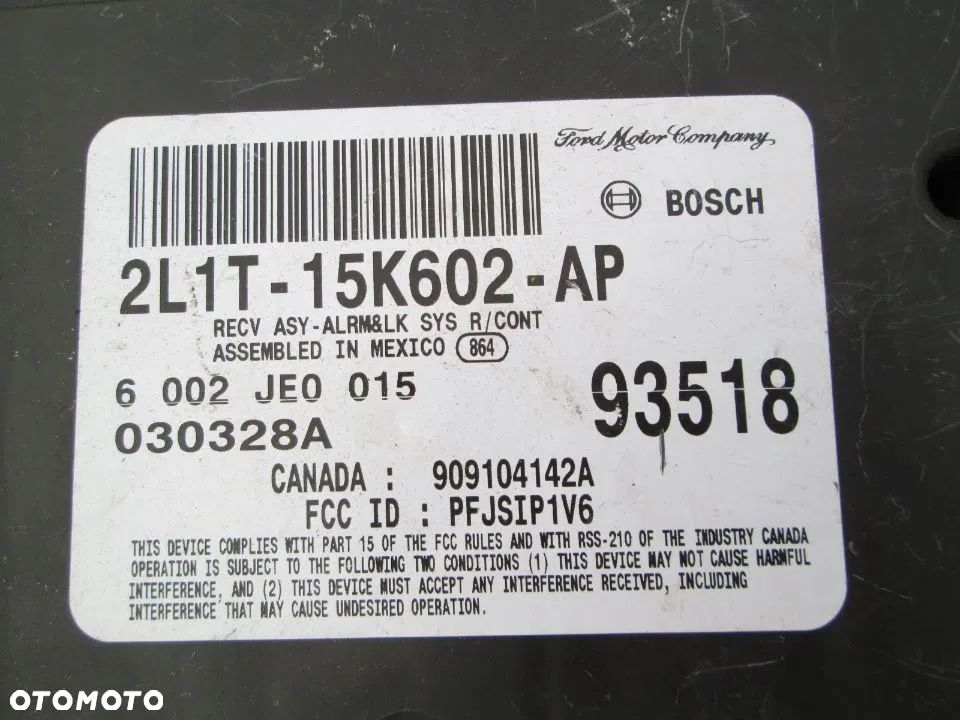 Ford Motor Company
BOSCH
2L1T-15K602-AP
RECV ASY-ALRM&LK SYS R/CONT
ASSEMBLED IN MEXICO 864
6 002 JE0 015
93518
030328A
CANADA : 909104142A
FCC ID : PFJSIP1V6
THIS DEVICE COMPLIES WITH PART 15 OF THE FCC RULES AND WITH RSS-210 OF THE INDUSTRY CANADA
OPERATION IS SUBJECT TO THE FOLLOWING TWO CONDITIONS (1) THIS DEVICE MAY NOT CAUSE HARMFUL
INTERFERENCE, AND (2) THIS DEVICE MUST ACCEPT ANY INTERFERENCE RECEIVED, INCLUDING
INTERFERENCE THAT MAY CAUSE UNDESIRED OPERATION.
OTOMOTO